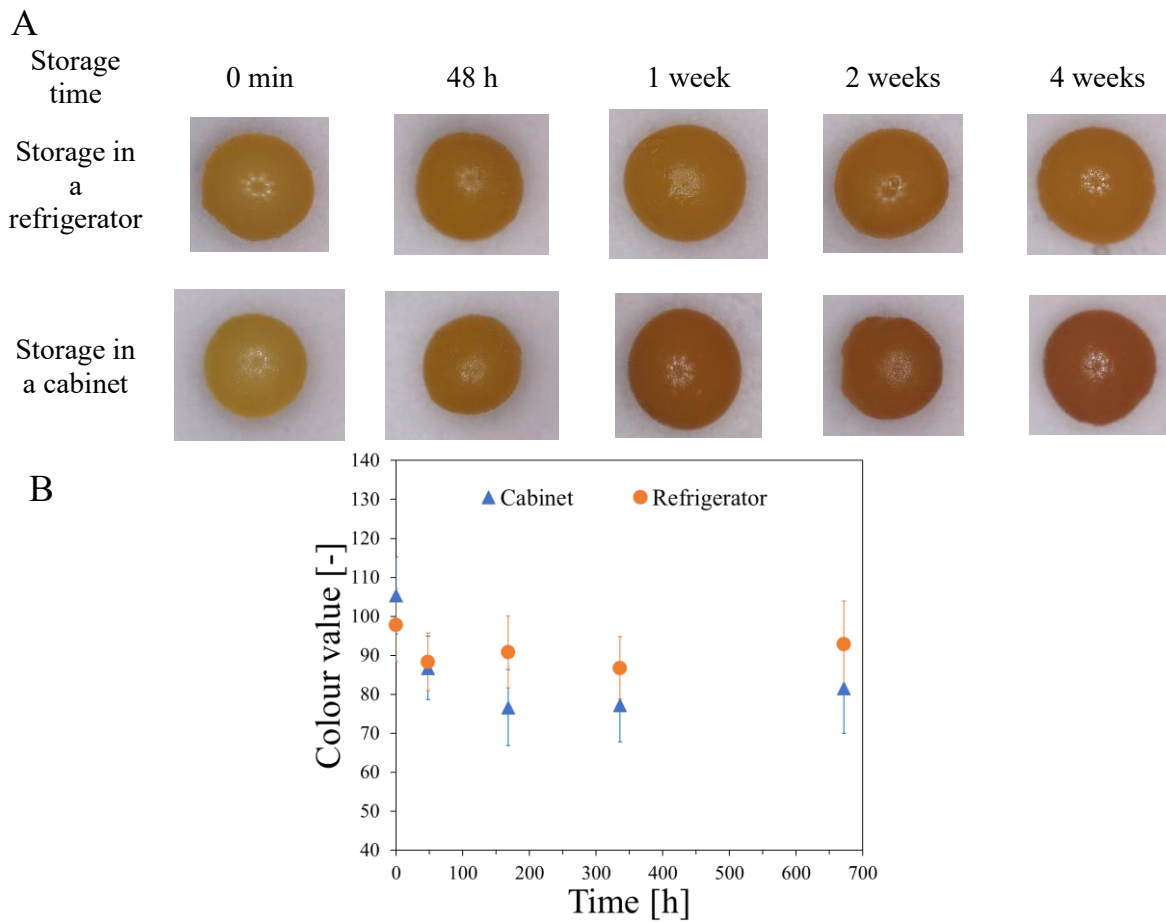 A
Storage time
0 min
48 h
1 week
2 weeks
4 weeks
Storage in
a
refrigerator
Storage in
a cabinet
B
Cabinet
Refrigerator
Colour value [-]
140
130
120
110
100
90
80
70
60
50
40
0
100
200
300
400
500
600
700
Time [h]